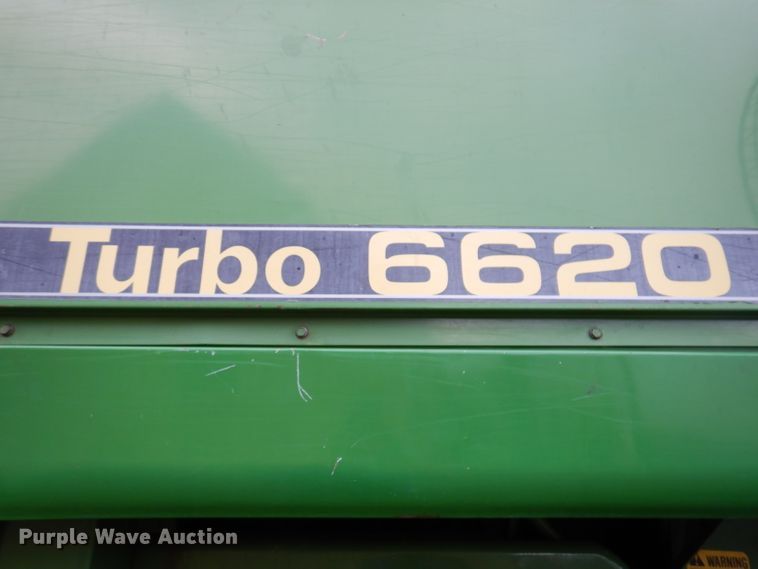 Turbo 6620
Purple Wave Auction
WARNING